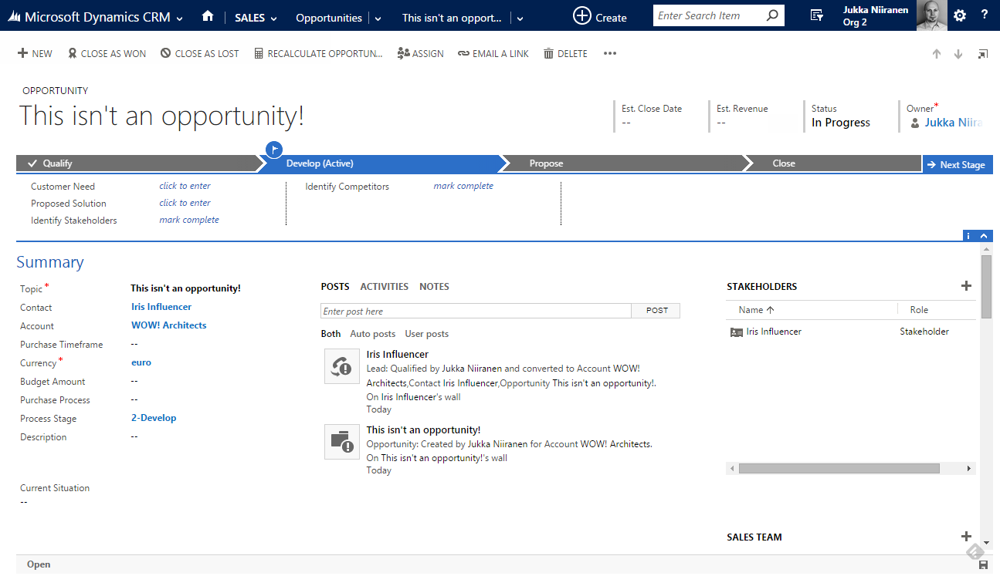 Microsoft Dynamics CRM SALES Opportunities This isn't an opport... Create Enter Search Item Jukka Niiranen ?
Org 2
NEW CLOSE AS WON CLOSE AS LOST RECALCULATE OPPORTUN... ASSIGN EMAIL A LINK DELETE •••
OPPORTUNITY
This isn't an opportunity!
Est. Close Date Est. Revenue Status Owner*
-- -- In Progress Jukka Niira
Qualify Develop (Active) Propose Close Next Stage
Customer Need click to enter Identify Competitors mark complete
Proposed Solution click to enter
Identify Stakeholders mark complete
i
Summary
Topic* This isn't an opportunity!
Contact Iris Influencer
Account WOW! Architects
Purchase Timeframe --
Currency* euro
Budget Amount --
Purchase Process --
Process Stage 2-Develop
Description --
Current Situation
--
POSTS ACTIVITIES NOTES
Enter post here POST
Both Auto posts User posts
Iris Influencer
Lead: Qualified by Jukka Niiranen and converted to Account WOW!
Architects,Contact Iris Influencer,Opportunity This isn't an opportunity!.
On Iris Influencer's wall
Today
This isn't an opportunity!
Opportunity: Created by Jukka Niiranen for Account WOW! Architects.
On This isn't an opportunity!'s wall
Today
STAKEHOLDERS
Name Role
Iris Influencer Stakeholder
SALES TEAM
Open